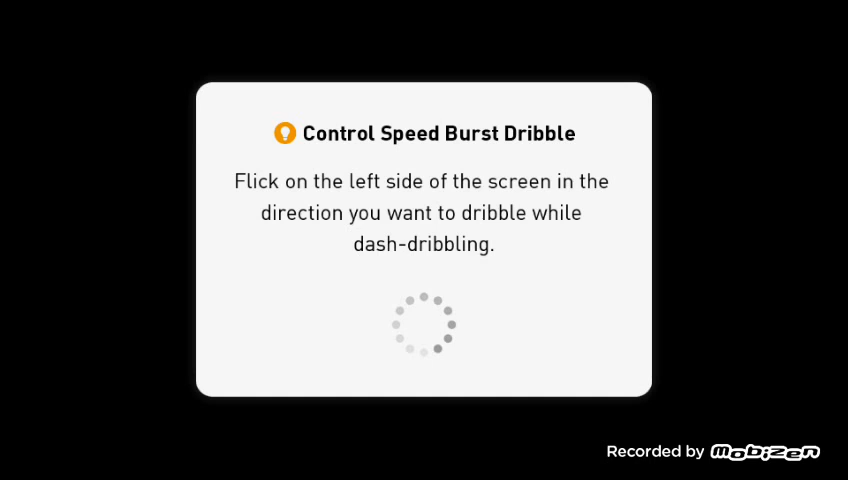 Control Speed Burst Dribble
Flick on the left side of the screen in the
direction you want to dribble while
dash-dribbling.
Recorded by mobizen